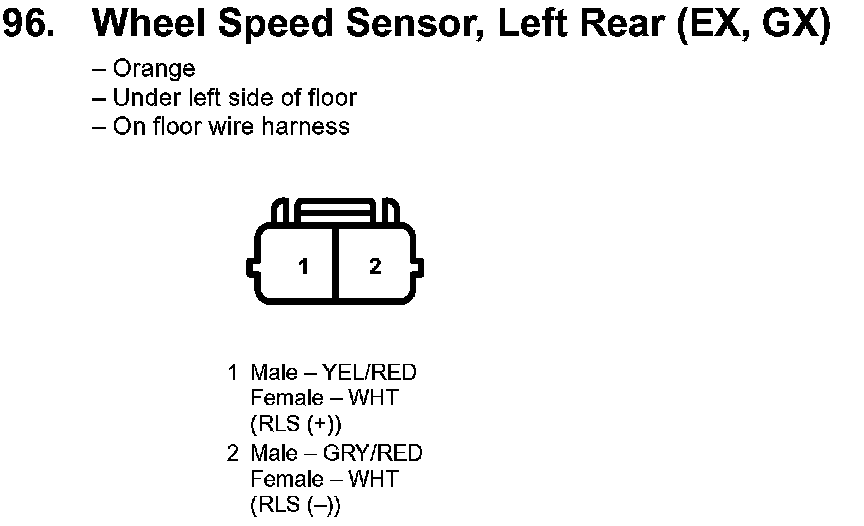 96. Wheel Speed Sensor, Left Rear (EX, GX)
– Orange
– Under left side of floor
– On floor wire harness
1 2
1 Male – YEL/RED
Female – WHT
(RLS (+))
2 Male – GRY/RED
Female – WHT
(RLS (–))